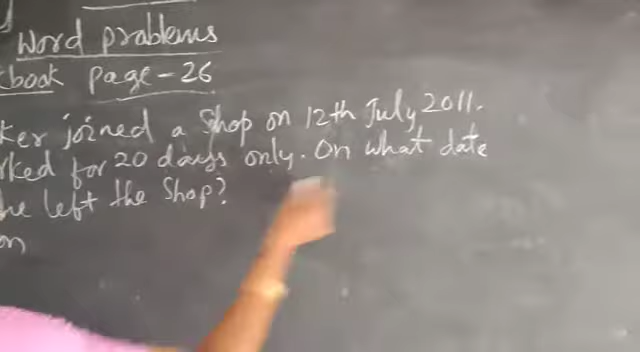 Word problems
book page-26
ker joined a Shop on 12th July 2011.
rked for 20 days only. On what date
he left the Shop?
on